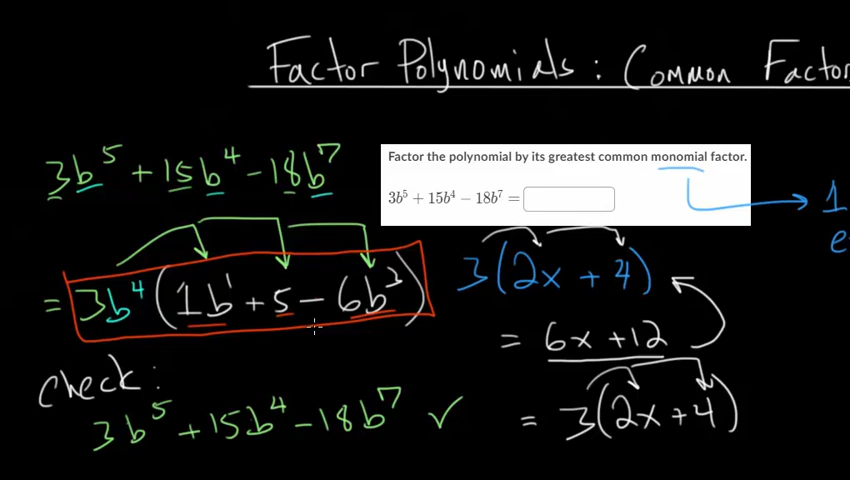 Factor Polynomials: Common Factor
3b⁵ + 15b⁴ - 18b⁷
Factor the polynomial by its greatest common monomial factor.
3b⁵ + 15b⁴ − 18b⁷ =
1
e
= 3b⁴(1b¹ + 5 - 6b³)
3(2x + 4)
= 6x + 12
= 3(2x + 4)
check:
3b⁵ + 15b⁴ - 18b⁷ ✓